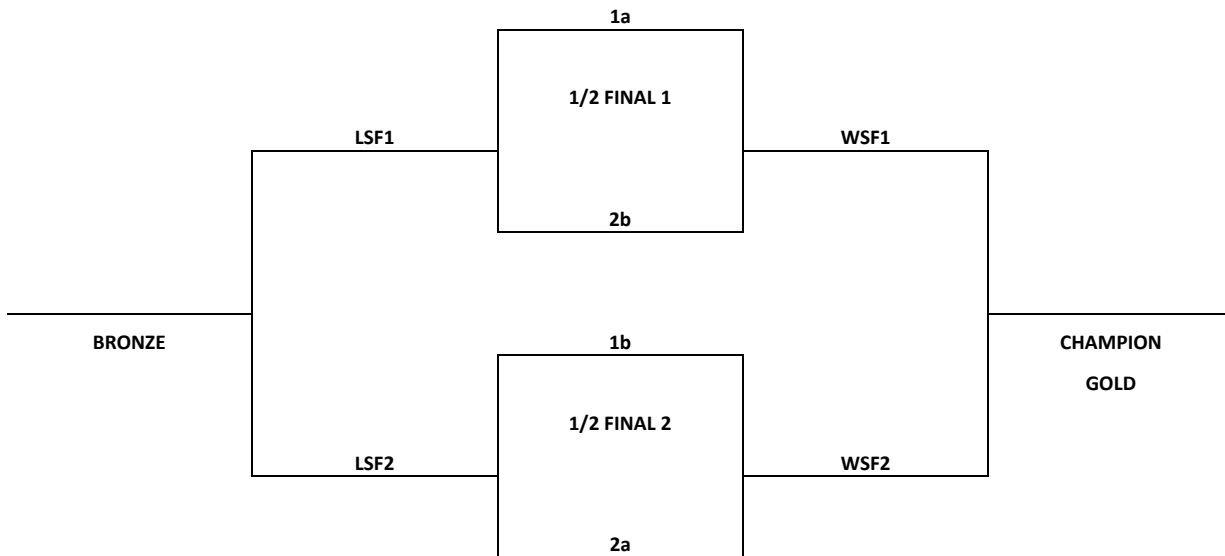 1a
1/2 FINAL 1
LSF1
WSF1
2b
BRONZE
1b
CHAMPION
GOLD
1/2 FINAL 2
LSF2
WSF2
2a